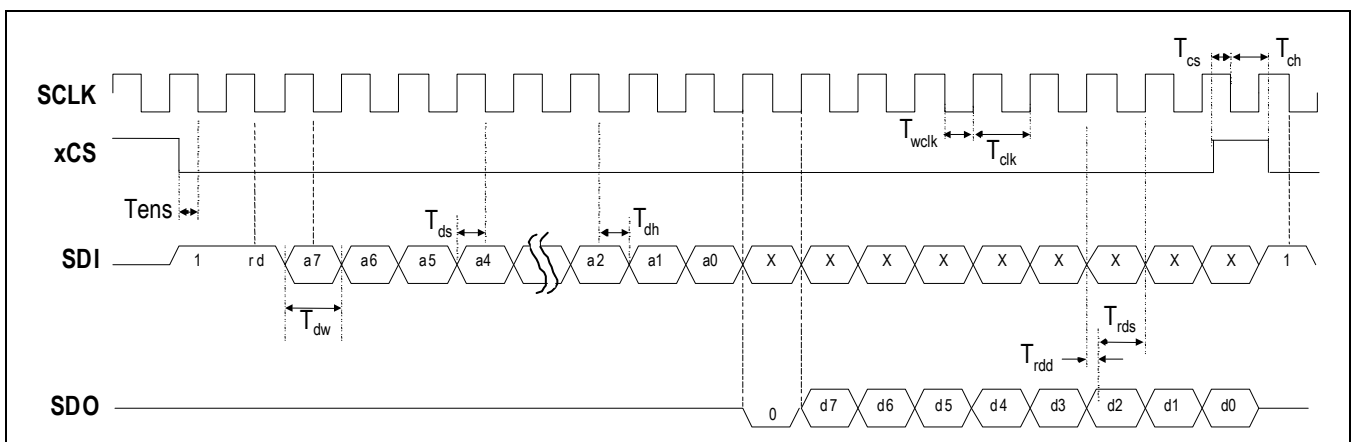 T_cs T_ch
SCLK
T_wclk T_clk
xCS
Tens
T_ds T_dh
SDI 1 rd a7 a6 a5 a4 a2 a1 a0 X X X X X X X X X 1
T_dw T_rds
T_rdd
SDO 0 d7 d6 d5 d4 d3 d2 d1 d0